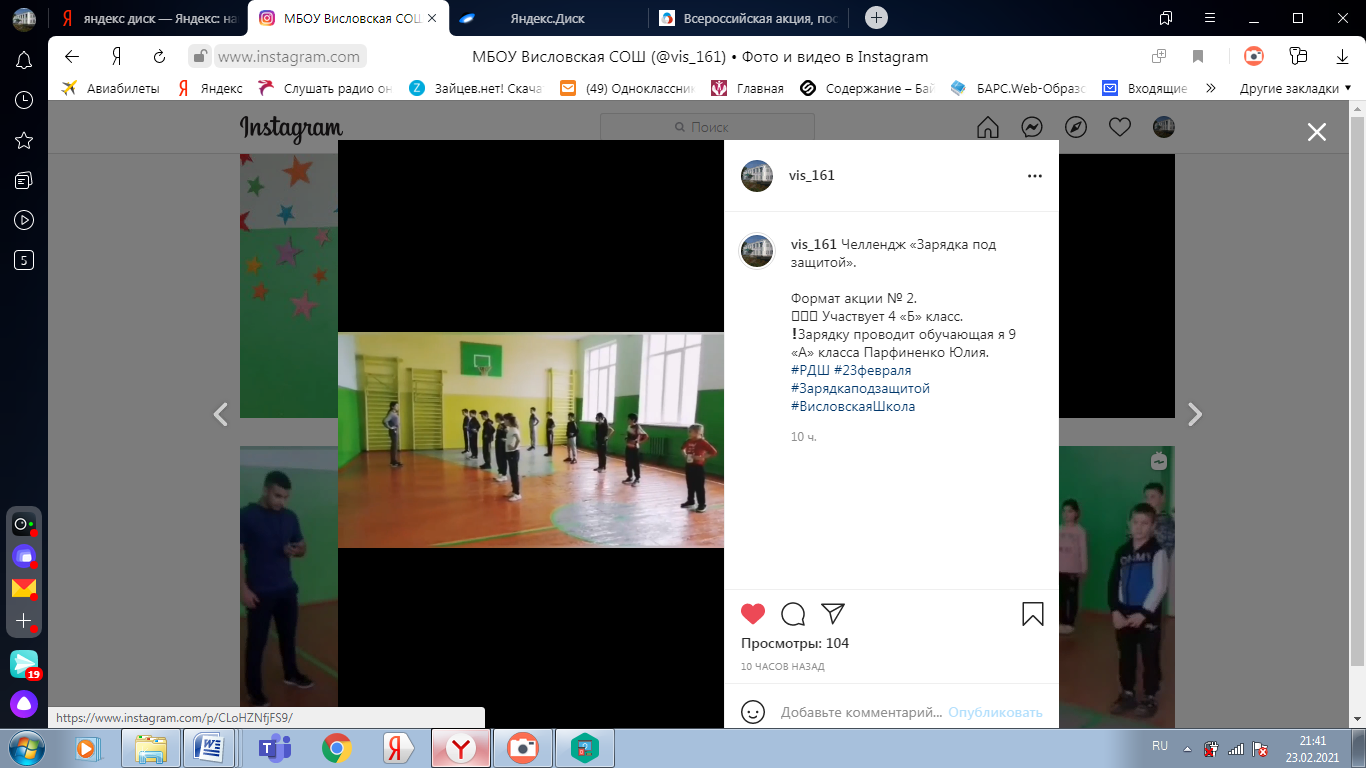 яндекс диск — Яндекс: на
МБОУ Висловская СОШ
Яндекс.Диск
Всероссийская акция, пос
www.instagram.com
МБОУ Висловская СОШ (@vis_161) • Фото и видео в Instagram
Авиабилеты
Яндекс
Слушать радио он
Зайцев.нет! Скача
(49) Одноклассник
Главная
Содержание – Бай
БАРС.Web-Образо
Входящие
Другие закладки
Instagram
Поиск
vis_161
vis_161 Челлендж «Зарядка под
защитой».
Формат акции № 2.
Участвует 4 «Б» класс.
!Зарядку проводит обучающая я 9
«А» класса Парфиненко Юлия.
#РДШ #23февраля
#Зарядкаподзащитой
#ВисловскаяШкола
10 ч.
5
Просмотры: 104
10 ЧАСОВ НАЗАД
Добавьте комментарий... Опубликовать
19
https://www.instagram.com/p/CLoHZNfjFS9/
RU
21:41
23.02.2021